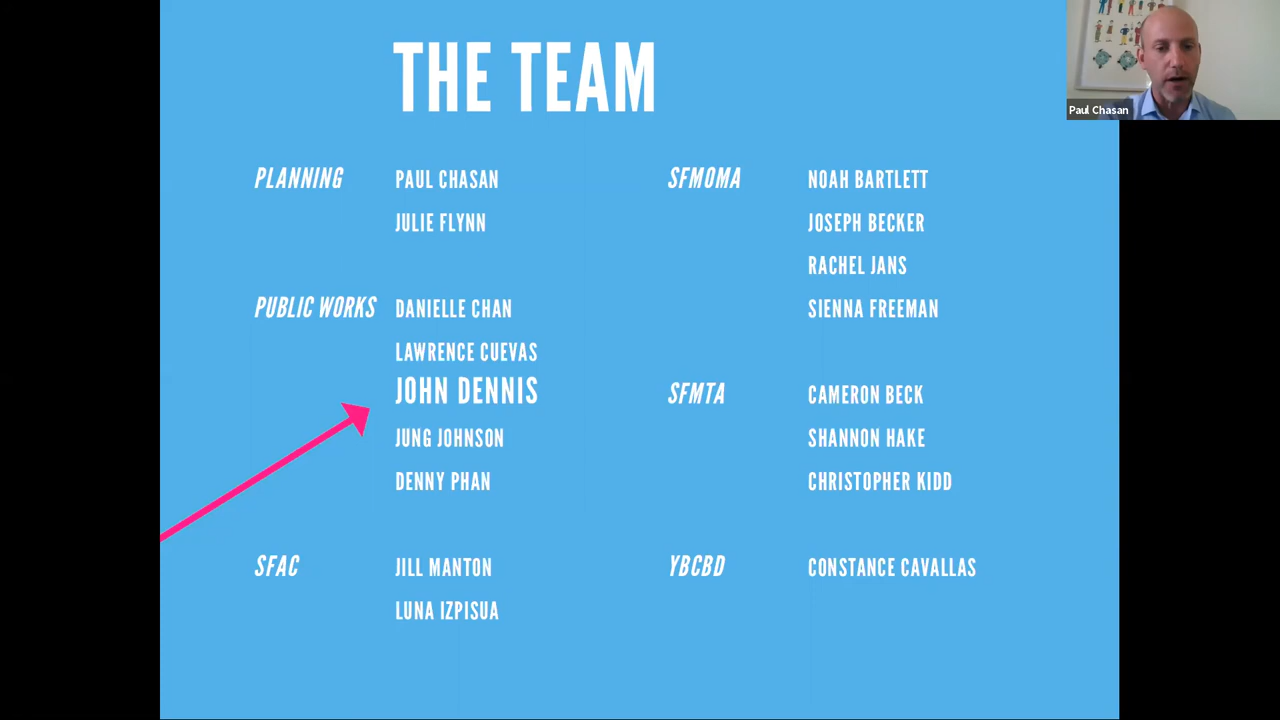 THE TEAM
Paul Chasan
PLANNING PAUL CHASAN
JULIE FLYNN
PUBLIC WORKS DANIELLE CHAN
LAWRENCE CUEVAS
JOHN DENNIS
JUNG JOHNSON
DENNY PHAN
SFAC JILL MANTON
LUNA IZPISUA
SFMOMA NOAH BARTLETT
JOSEPH BECKER
RACHEL JANS
SIENNA FREEMAN
SFMTA CAMERON BECK
SHANNON HAKE
CHRISTOPHER KIDD
YBCBD CONSTANCE CAVALLAS